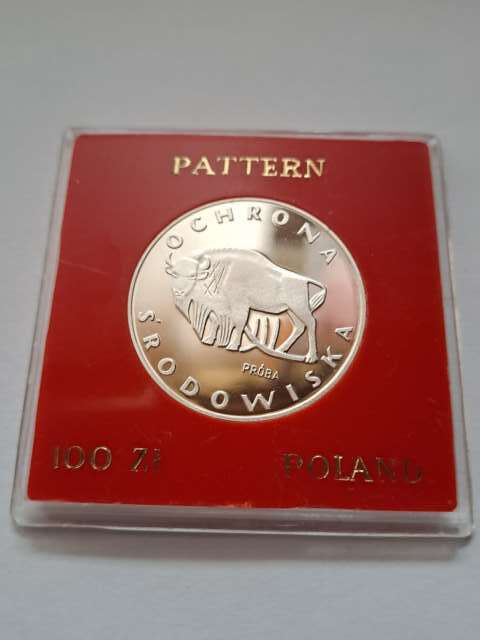 PATTERN
OCHRONA
ŚRODOWISKA
PRÓBA
100 Zł
POLAND